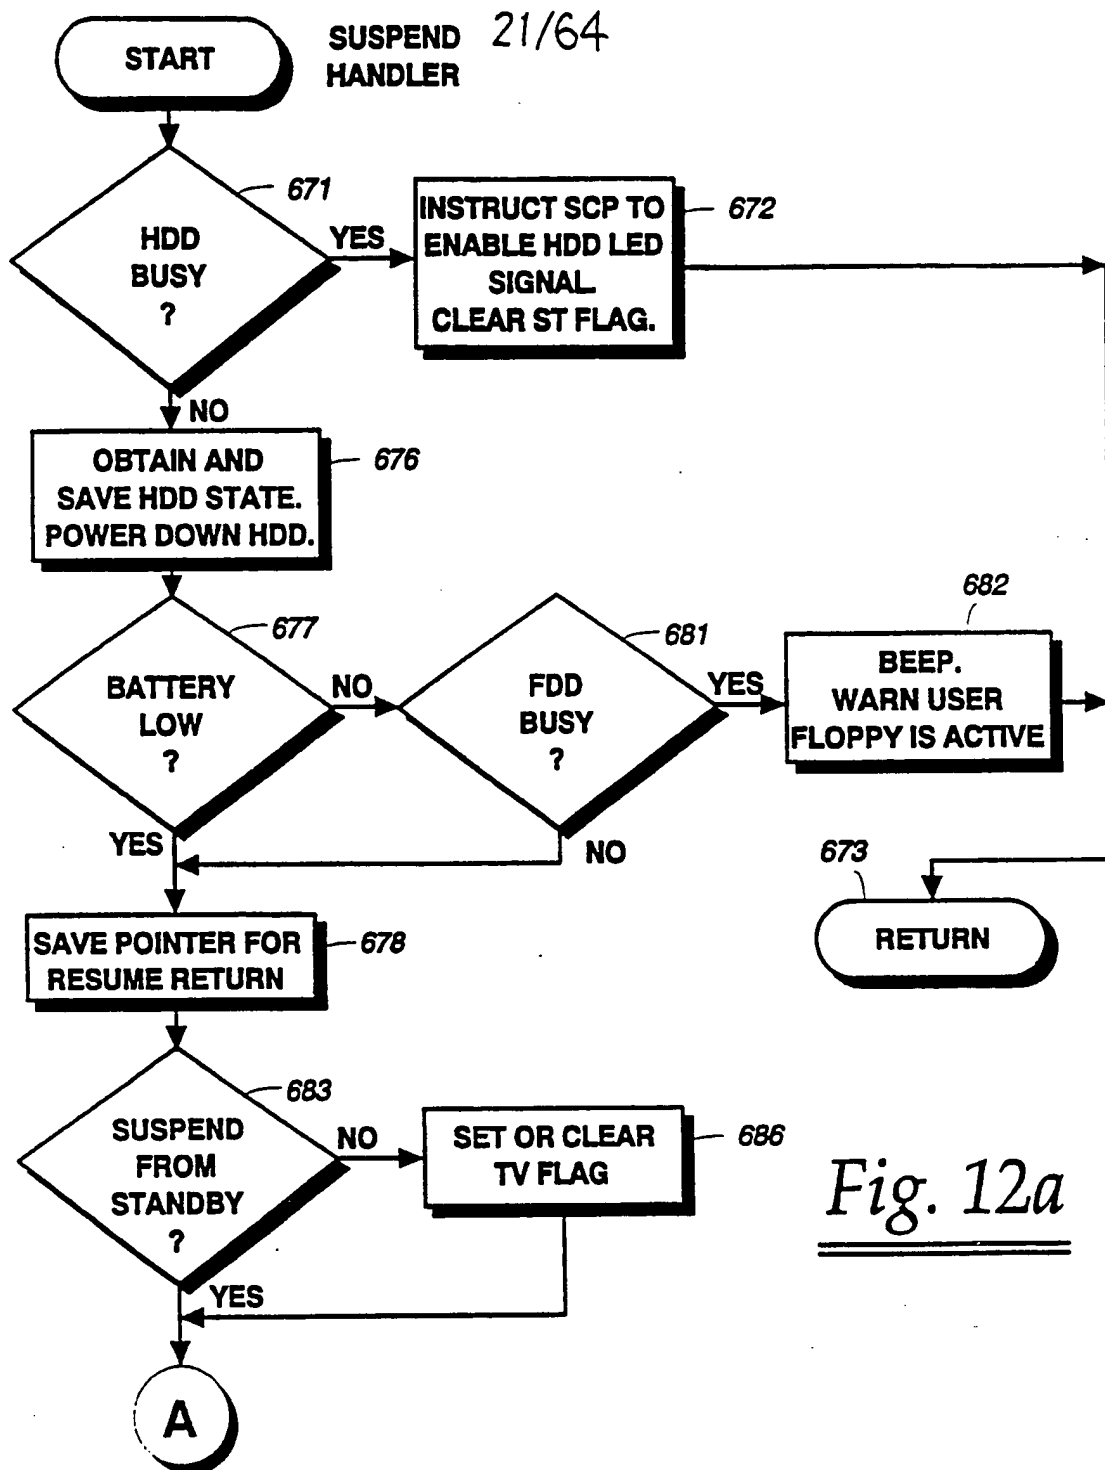 START
SUSPEND
HANDLER
21/64
671
HDD
BUSY
?
YES
INSTRUCT SCP TO
ENABLE HDD LED
SIGNAL.
CLEAR ST FLAG.
672
NO
OBTAIN AND
SAVE HDD STATE.
POWER DOWN HDD.
676
677
BATTERY
LOW
?
NO
681
FDD
BUSY
?
YES
682
BEEP.
WARN USER
FLOPPY IS ACTIVE
YES
NO
673
RETURN
SAVE POINTER FOR
RESUME RETURN
678
683
SUSPEND
FROM
STANDBY
?
NO
SET OR CLEAR
TV FLAG
686
YES
A
Fig. 12a